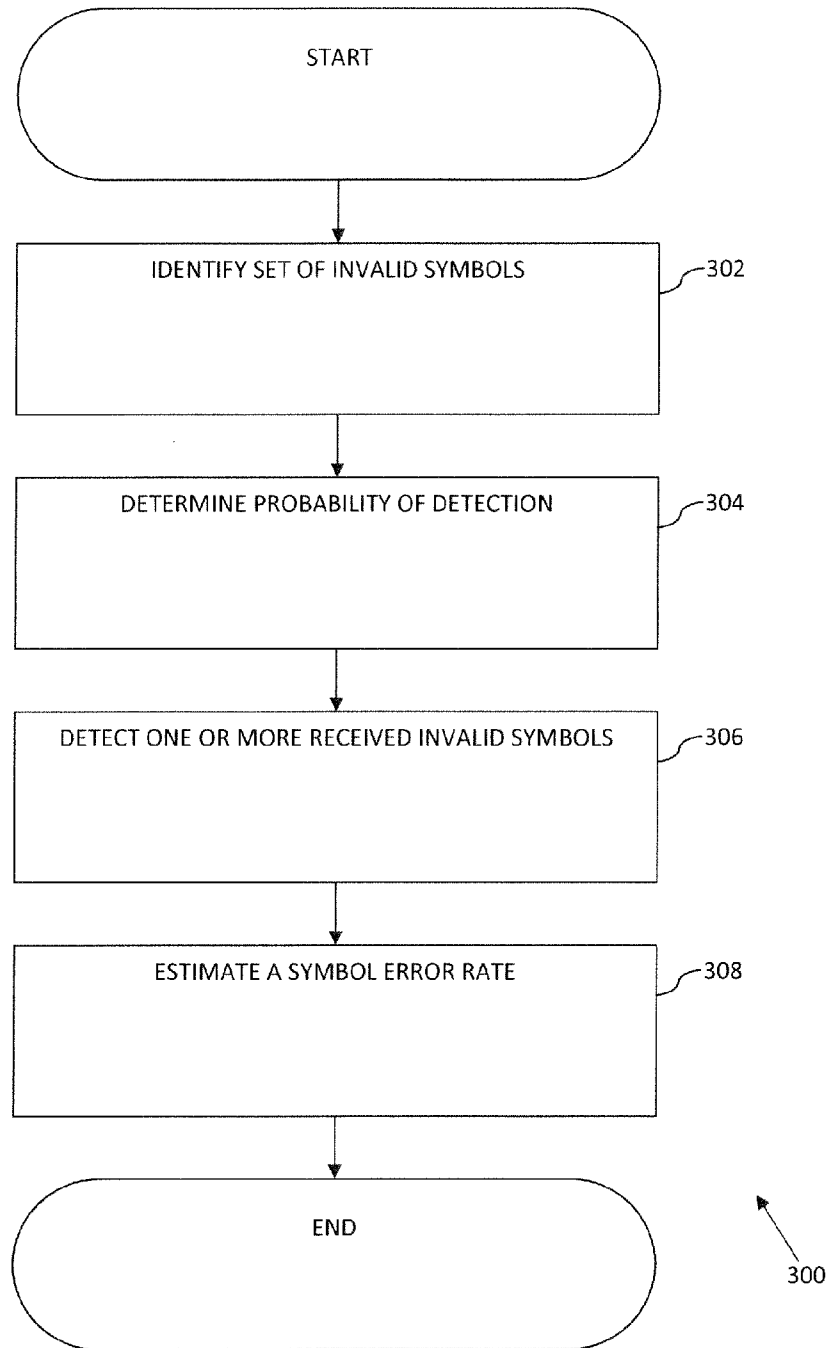 START
IDENTIFY SET OF INVALID SYMBOLS
302
DETERMINE PROBABILITY OF DETECTION
304
DETECT ONE OR MORE RECEIVED INVALID SYMBOLS
306
ESTIMATE A SYMBOL ERROR RATE
308
END
300